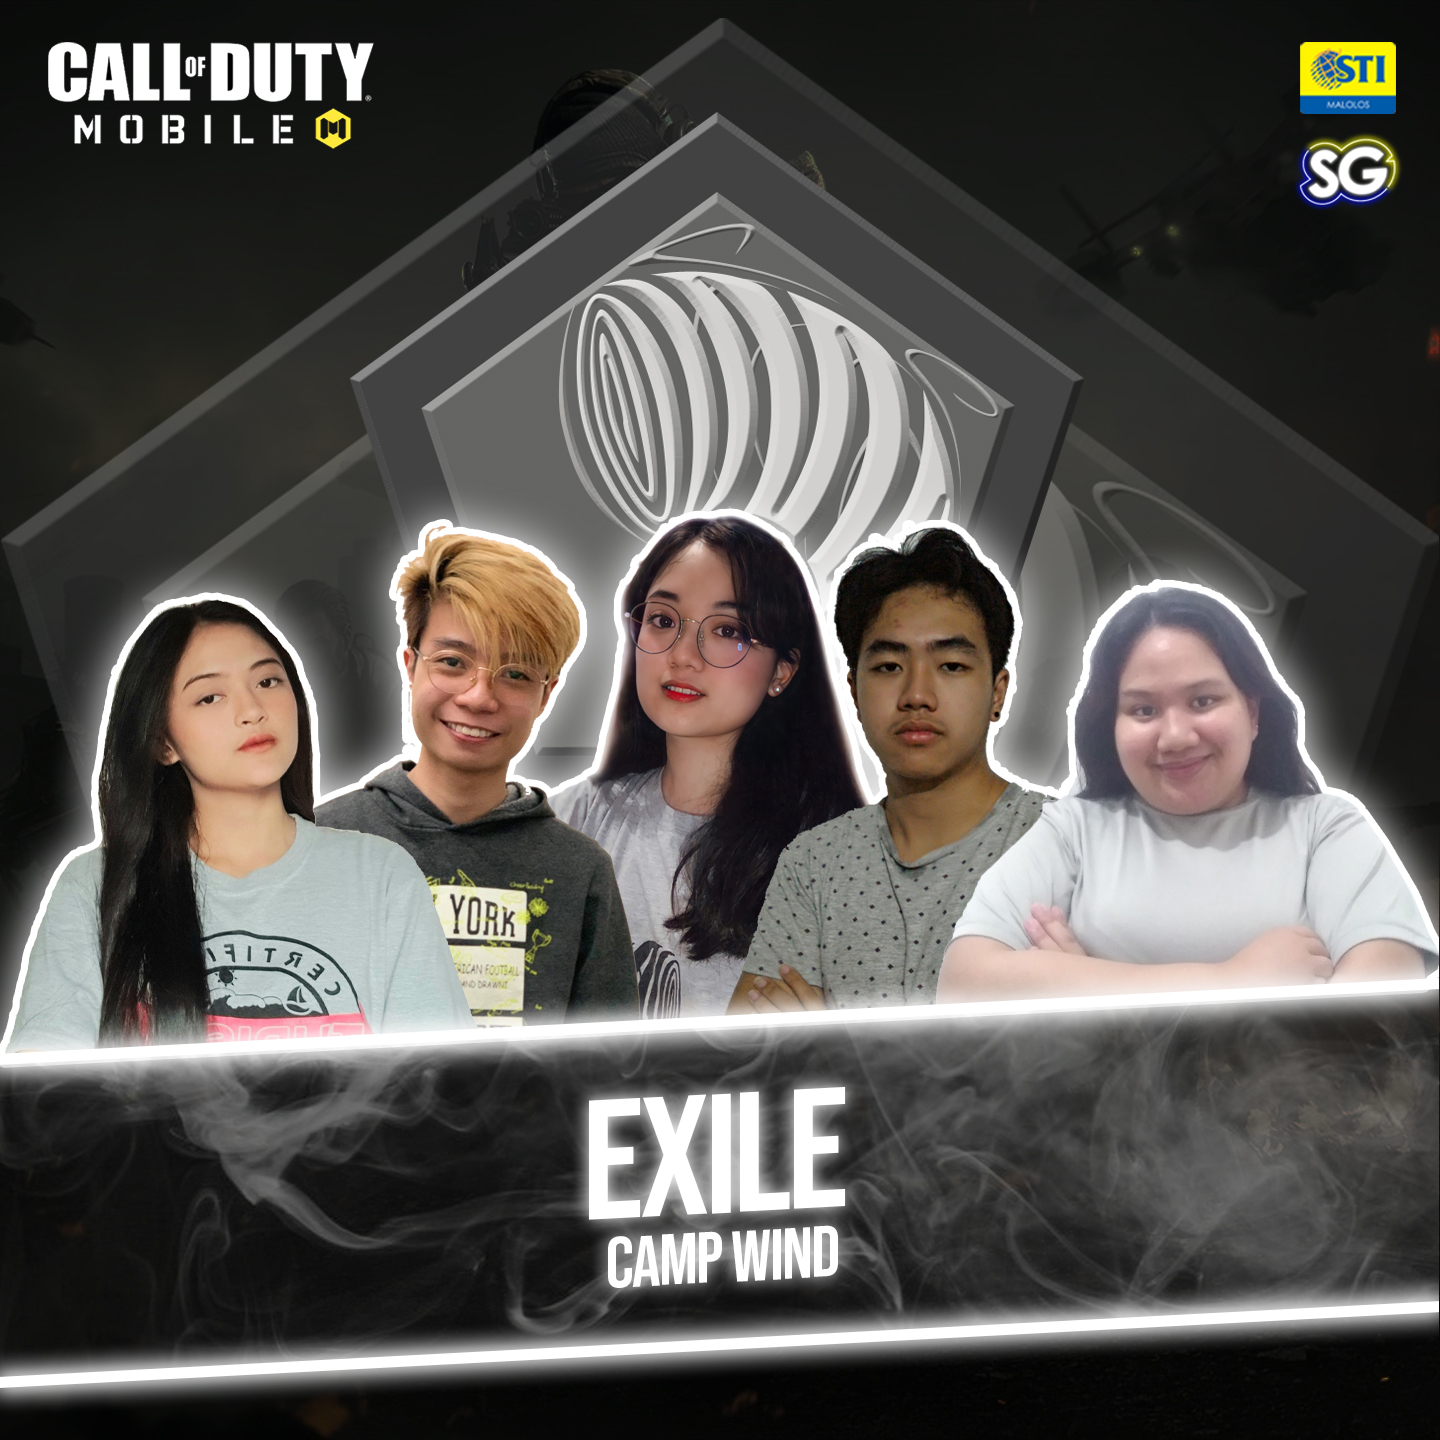 CALL OF DUTY
MOBILE
STI
MALOLOS
SG
YORK
CAMP WIND
EXILE